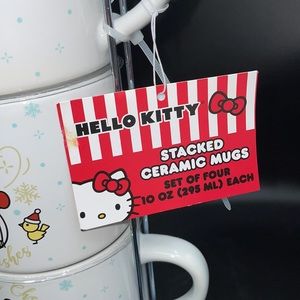 HELLO KITTY
STACKED
CERAMIC MUGS
SET OF FOUR
10 OZ (295 ML) EACH